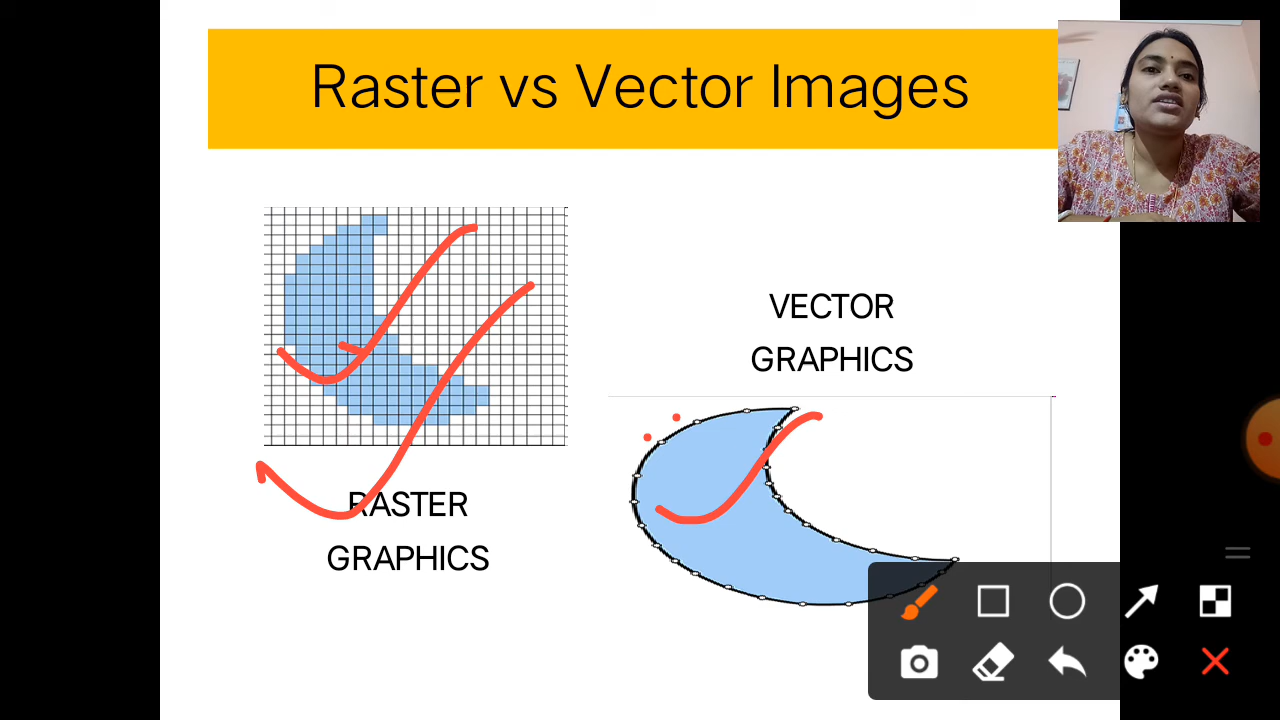 Raster vs Vector Images
VECTOR
GRAPHICS
RASTER
GRAPHICS